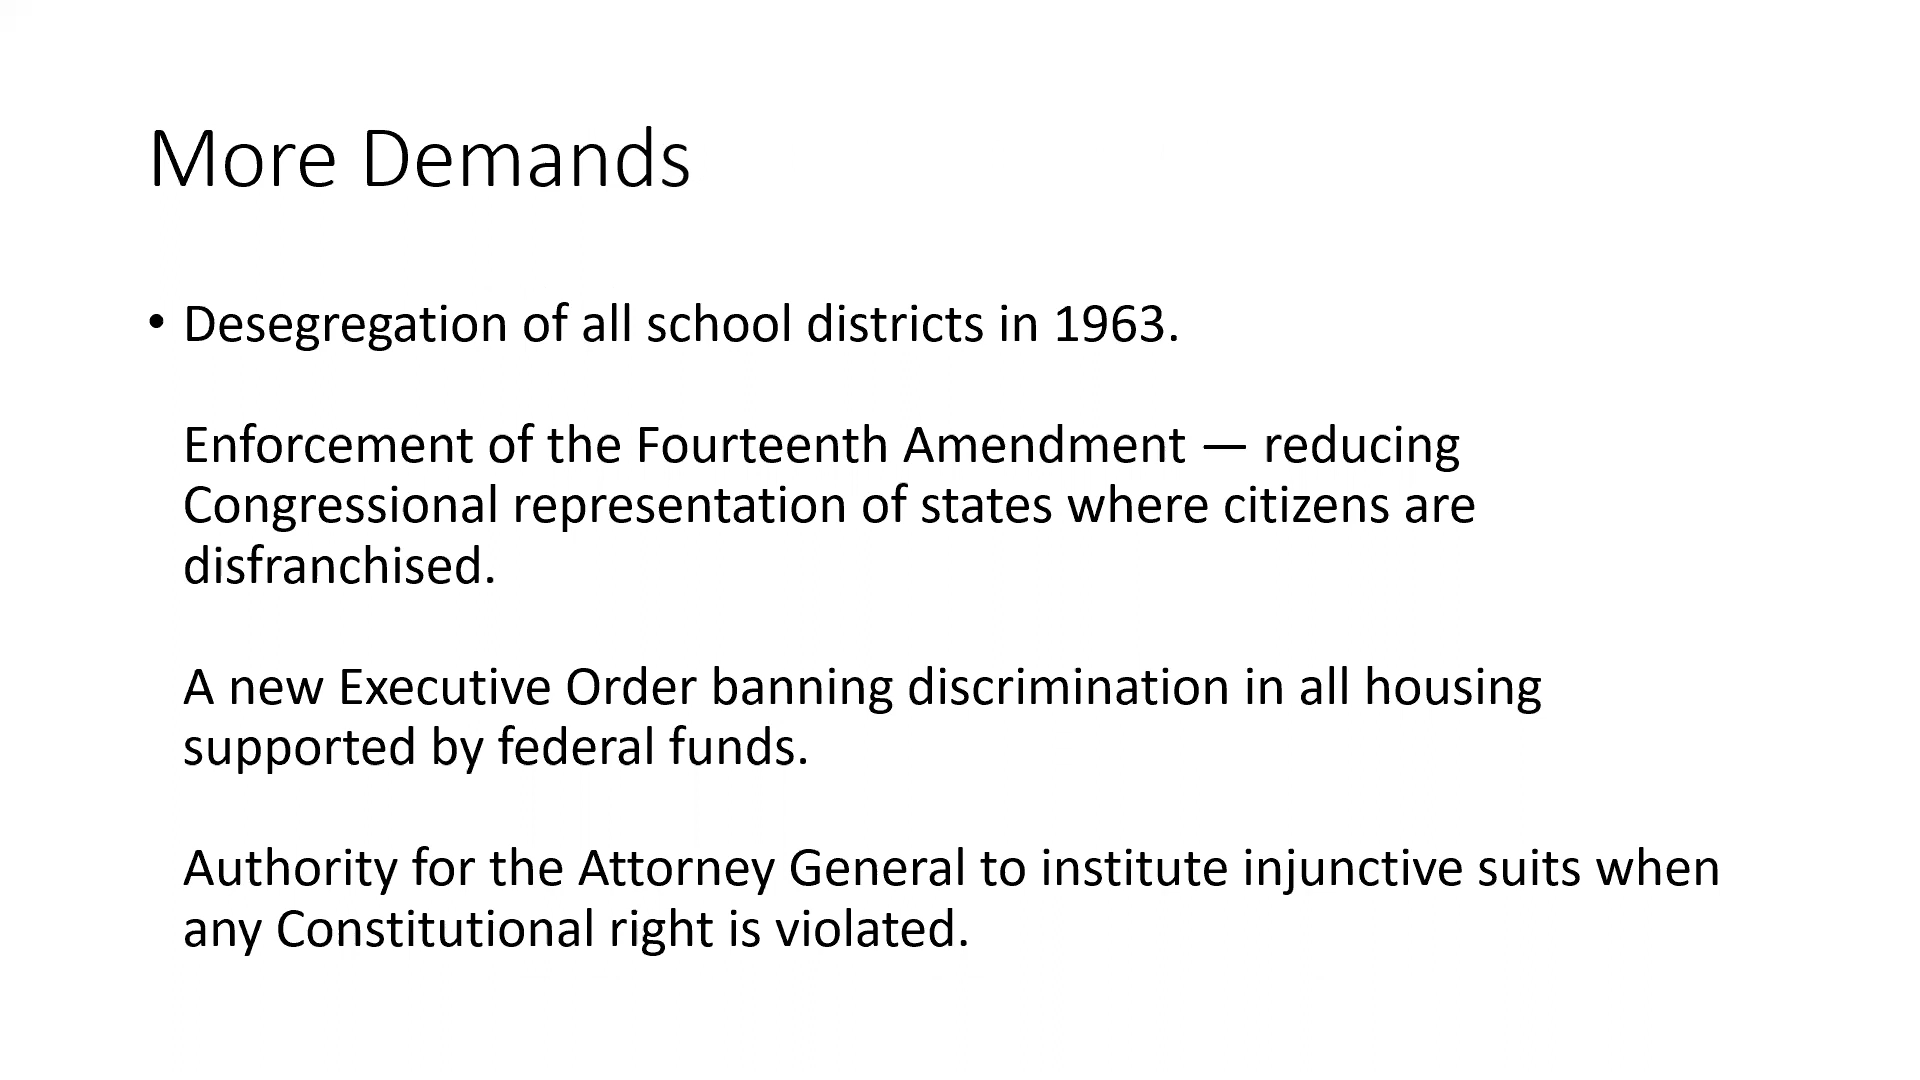 More Demands
• Desegregation of all school districts in 1963.
Enforcement of the Fourteenth Amendment — reducing
Congressional representation of states where citizens are
disfranchised.
A new Executive Order banning discrimination in all housing
supported by federal funds.
Authority for the Attorney General to institute injunctive suits when
any Constitutional right is violated.